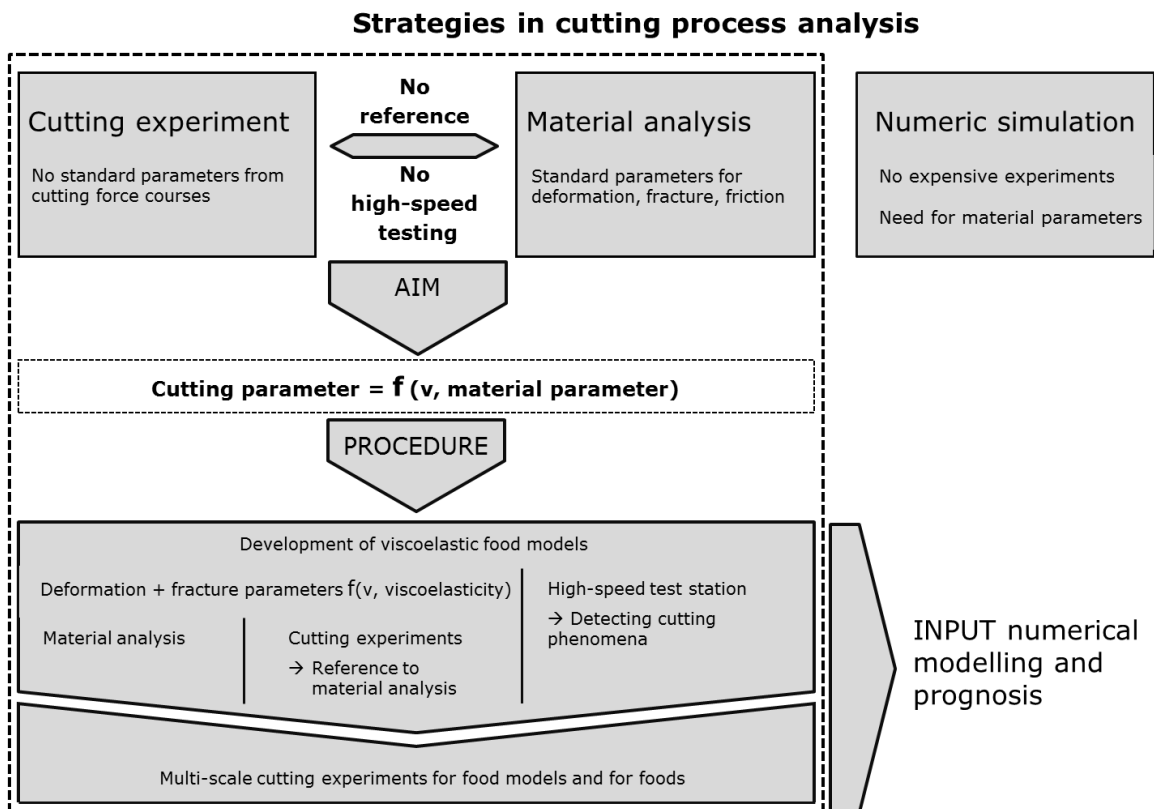 Strategies in cutting process analysis
Cutting experiment
No standard parameters from
cutting force courses
No
reference
No
high-speed
testing
Material analysis
Standard parameters for
deformation, fracture, friction
Numeric simulation
No expensive experiments
Need for material parameters
AIM
Cutting parameter = f (v, material parameter)
PROCEDURE
Development of viscoelastic food models
Deformation + fracture parameters f(v, viscoelasticity)
Material analysis
Cutting experiments
→ Reference to
material analysis
High-speed test station
→ Detecting cutting
phenomena
Multi-scale cutting experiments for food models and for foods
INPUT numerical
modelling and
prognosis